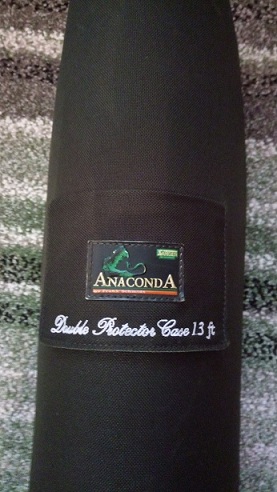 ANACONDA
Double Protector Case 13 ft